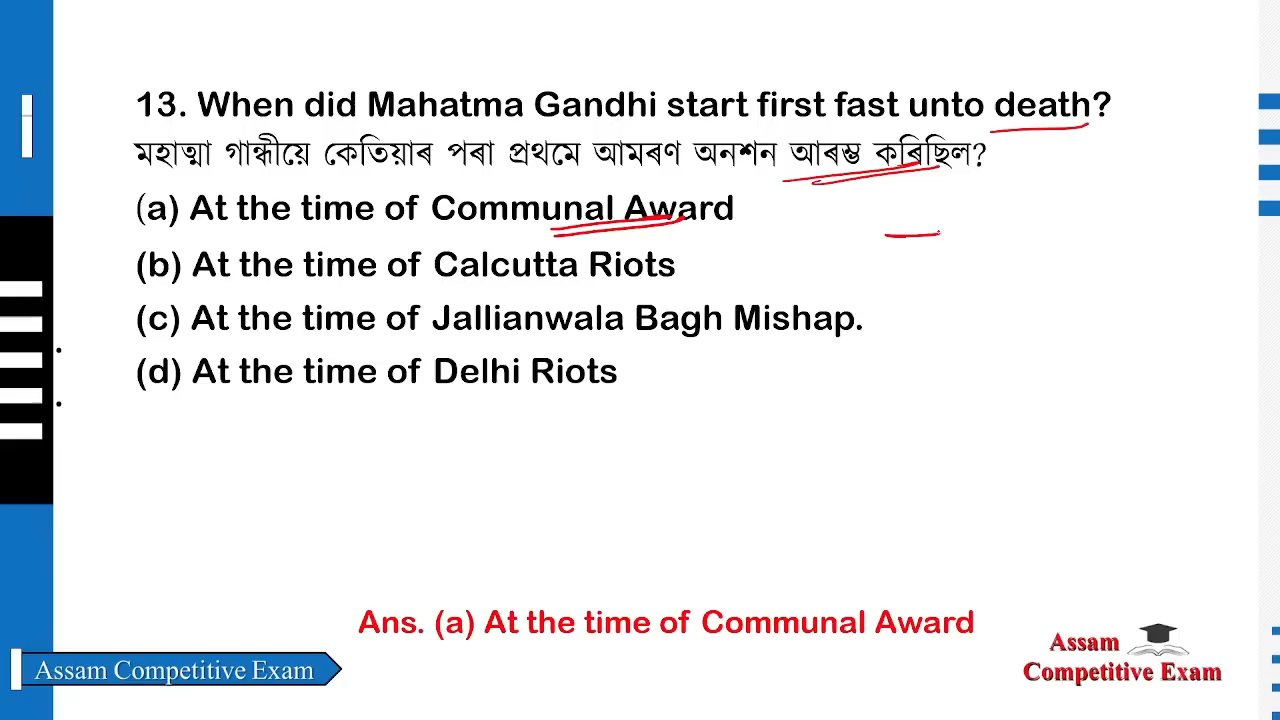 13. When did Mahatma Gandhi start first fast unto death?
মহাত্মা গান্ধীয়ে কেতিয়াৰ পৰা প্ৰথমে আমৰণ অনশন আৰম্ভ কৰিছিল?
(a) At the time of Communal Award
(b) At the time of Calcutta Riots
(c) At the time of Jallianwala Bagh Mishap.
(d) At the time of Delhi Riots
Ans. (a) At the time of Communal Award
Assam Competitive Exam
Assam
Competitive Exam